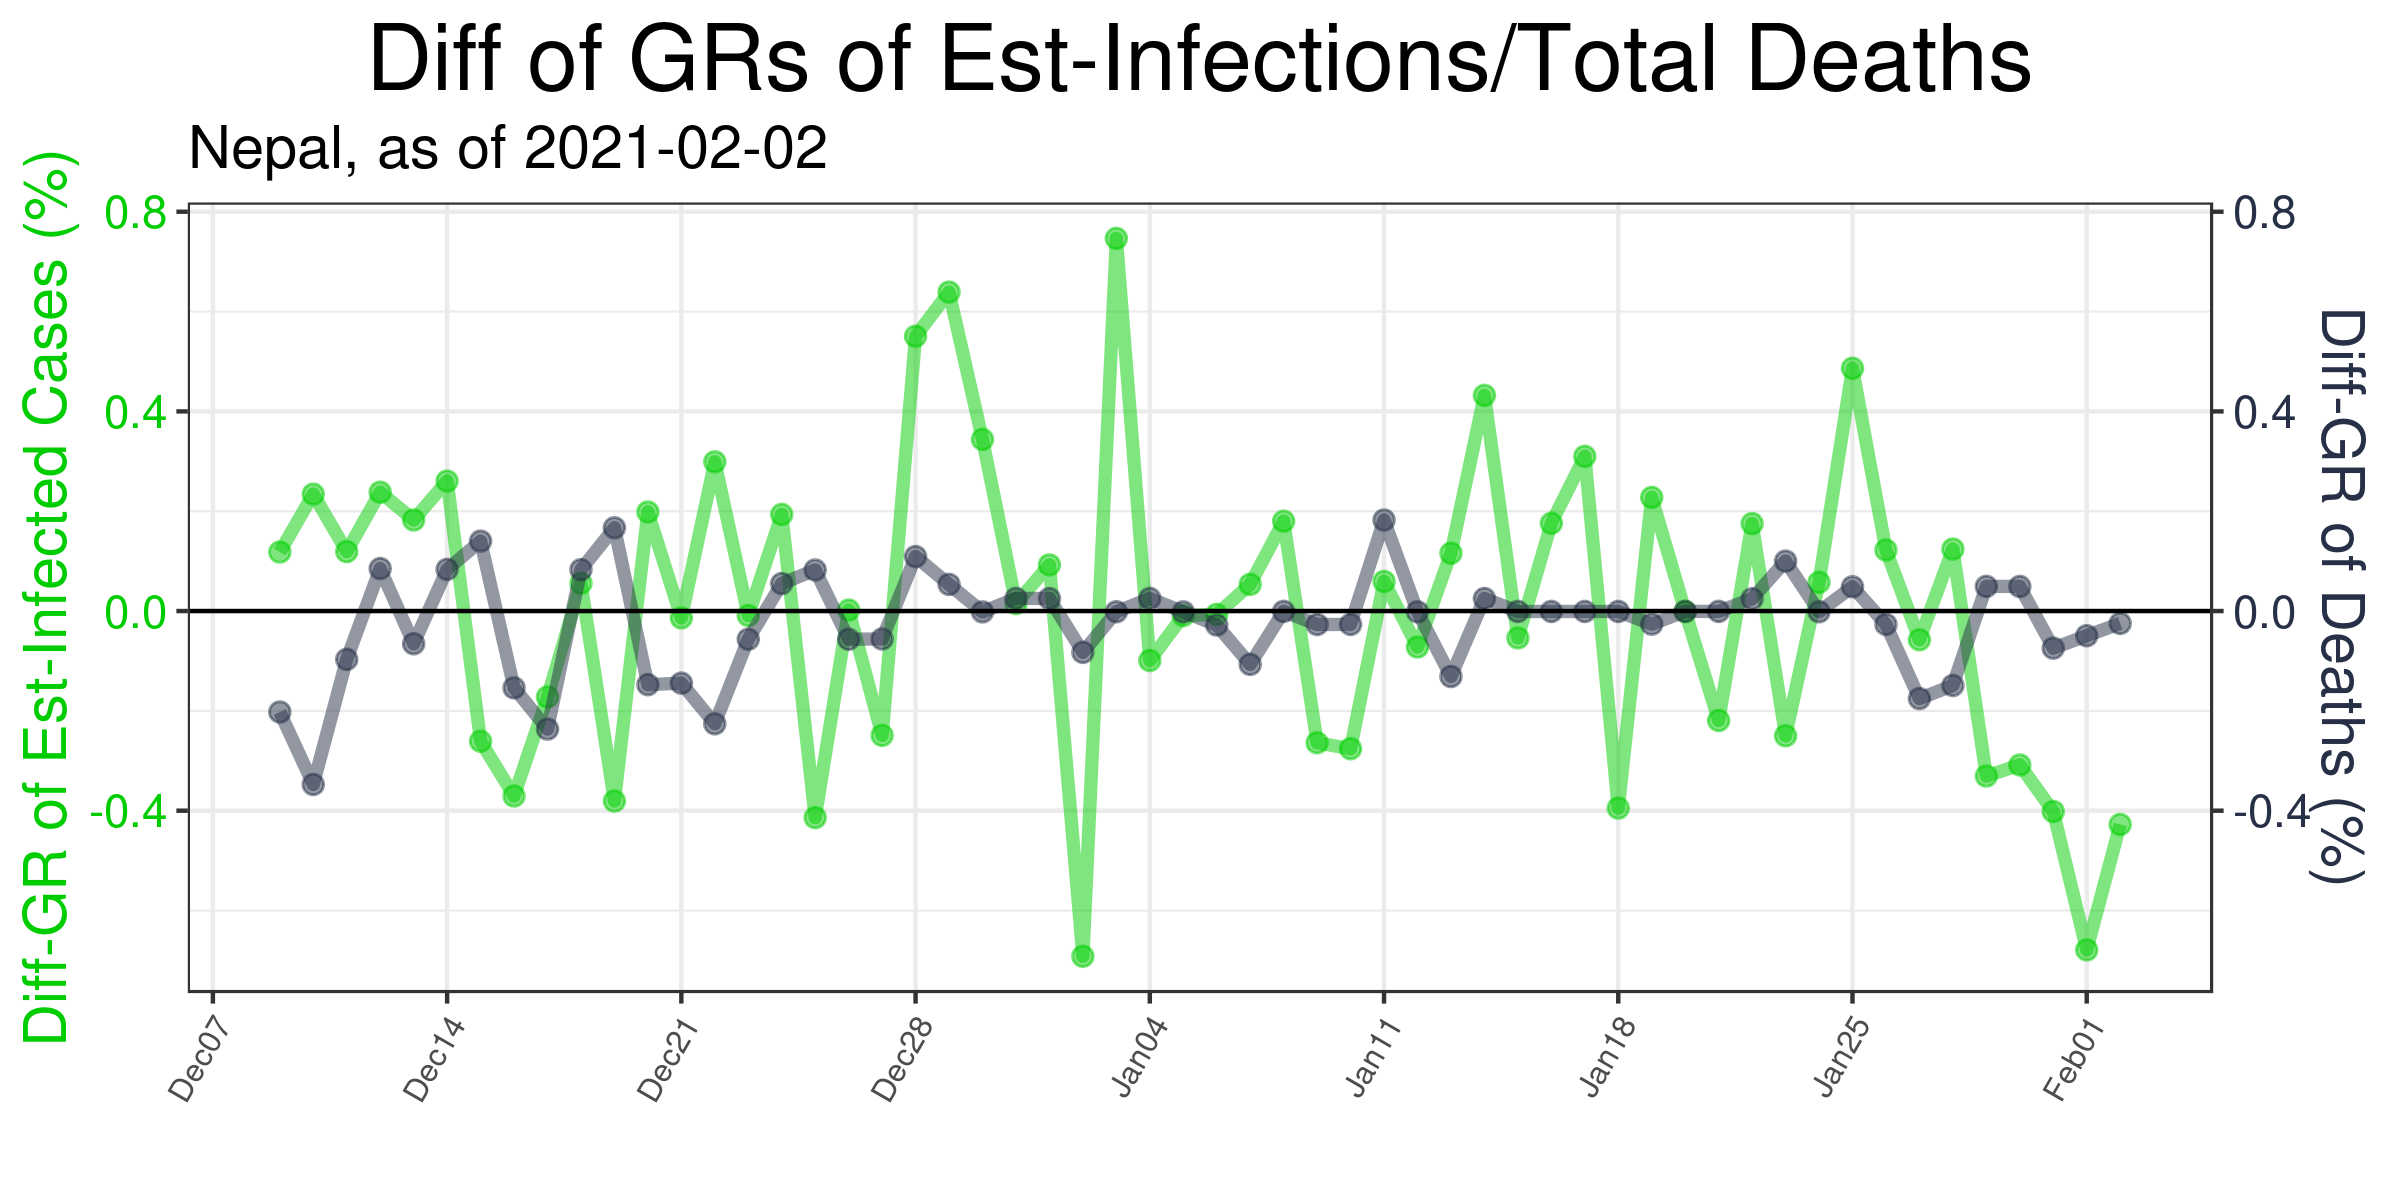 Diff of GRs of Est-Infections/Total Deaths
Nepal, as of 2021-02-02
Diff-GR of Est-Infected Cases (%)
0.8
0.4
0.0
-0.4
0.8
0.4
0.0
-0.4
Diff-GR of Deaths (%)
Dec07
Dec14
Dec21
Dec28
Jan04
Jan11
Jan18
Jan25
Feb01